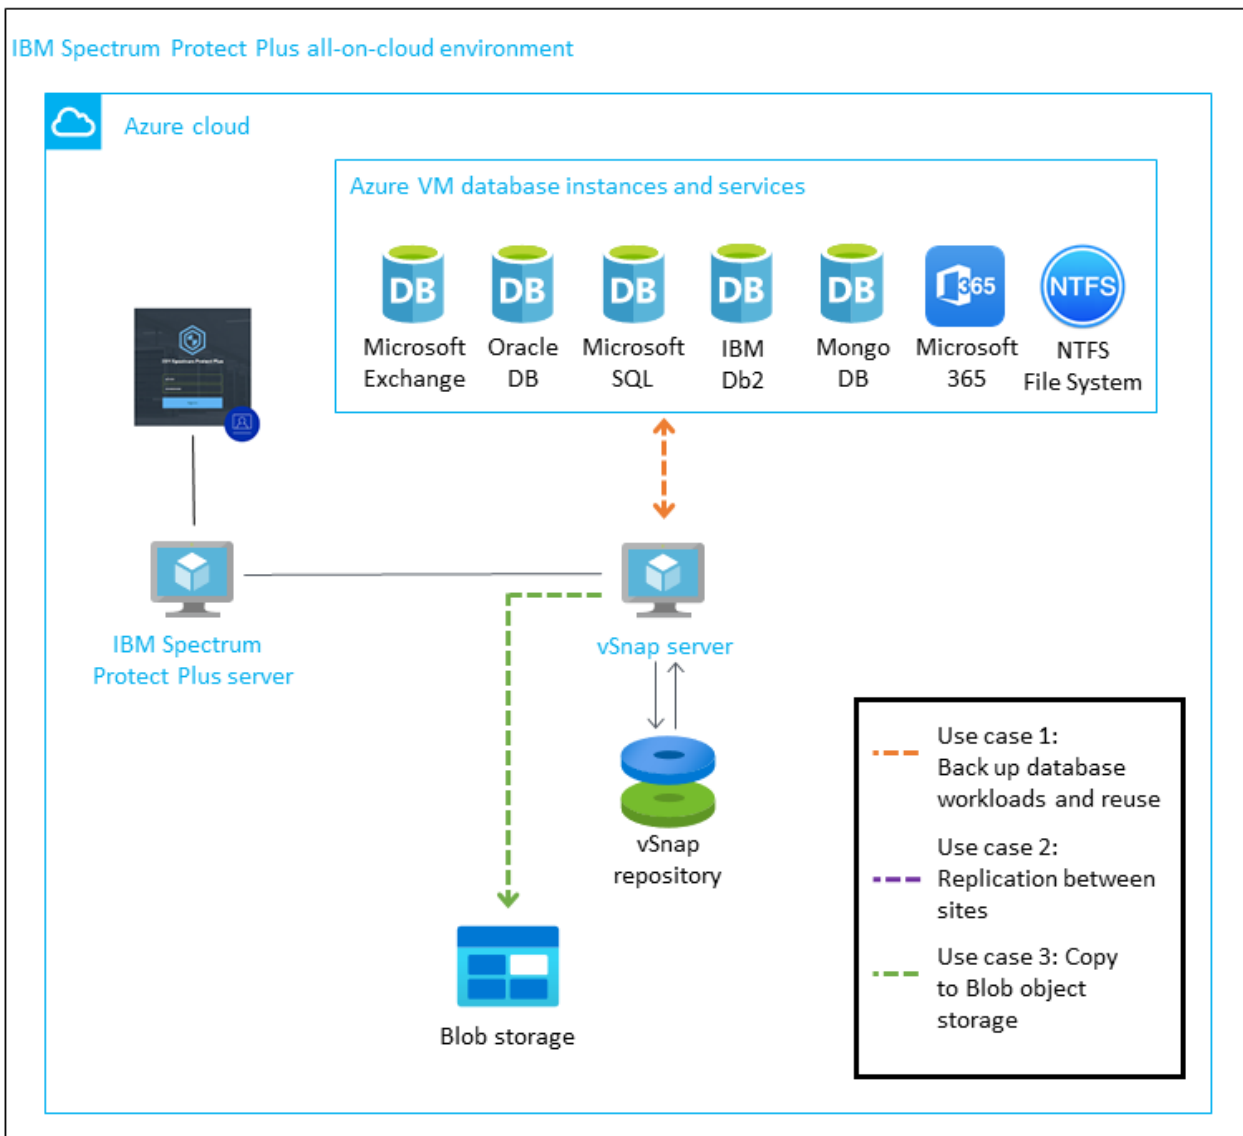 IBM Spectrum Protect Plus all-on-cloud environment
Azure cloud
Azure VM database instances and services
DB
DB
DB
DB
DB
365
NTFS
Microsoft
Exchange
Oracle
DB
Microsoft
SQL
IBM
Db2
Mongo
DB
Microsoft
365
NTFS
File System
IBM Spectrum
Protect Plus server
vSnap server
vSnap
repository
Blob storage
Use case 1:
Back up database
workloads and reuse
Use case 2:
Replication between
sites
Use case 3: Copy
to Blob object
storage